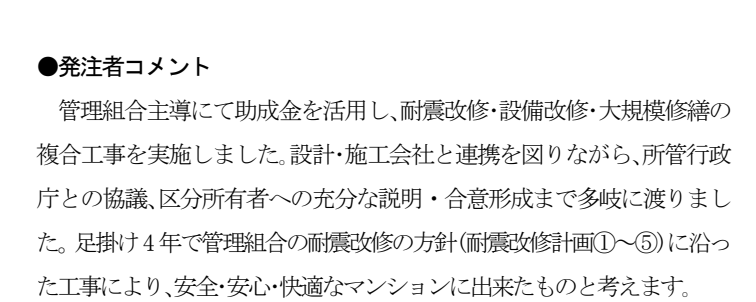 ●発注者コメント
管理組合主導にて助成金を活用し、耐震改修・設備改修・大規模修繕の
複合工事を実施しました。設計・施工会社と連携を図りながら、所管行政
庁との協議、区分所有者への充分な説明・合意形成まで多岐に渡りまし
た。足掛け４年で管理組合の耐震改修の方針(耐震改修計画①～⑤)に沿っ
た工事により、安全・安心・快適なマンションに出来たものと考えます。